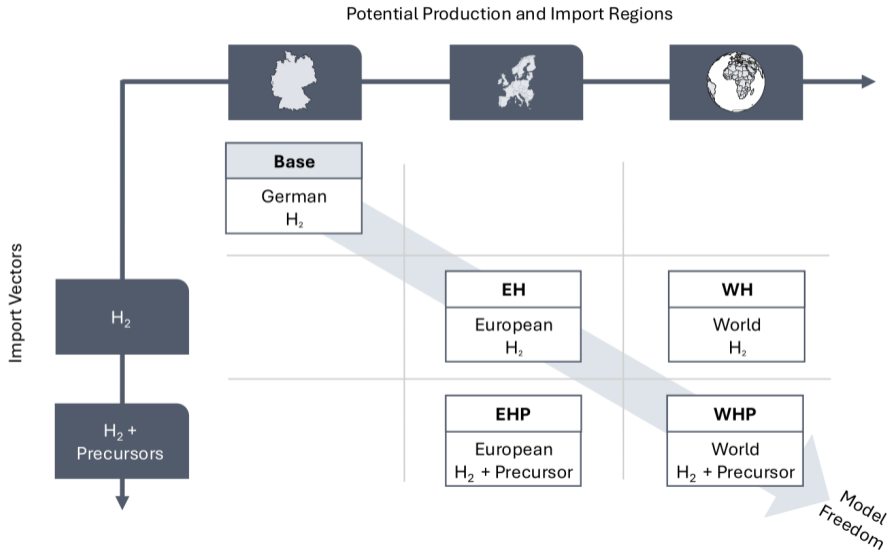 Potential Production and Import Regions
Import Vectors
Base
German
H₂
H₂
EH
European
H₂
WH
World
H₂
H₂ +
Precursors
EHP
European
H₂ + Precursor
WHP
World
H₂ + Precursor
Model
Freedom